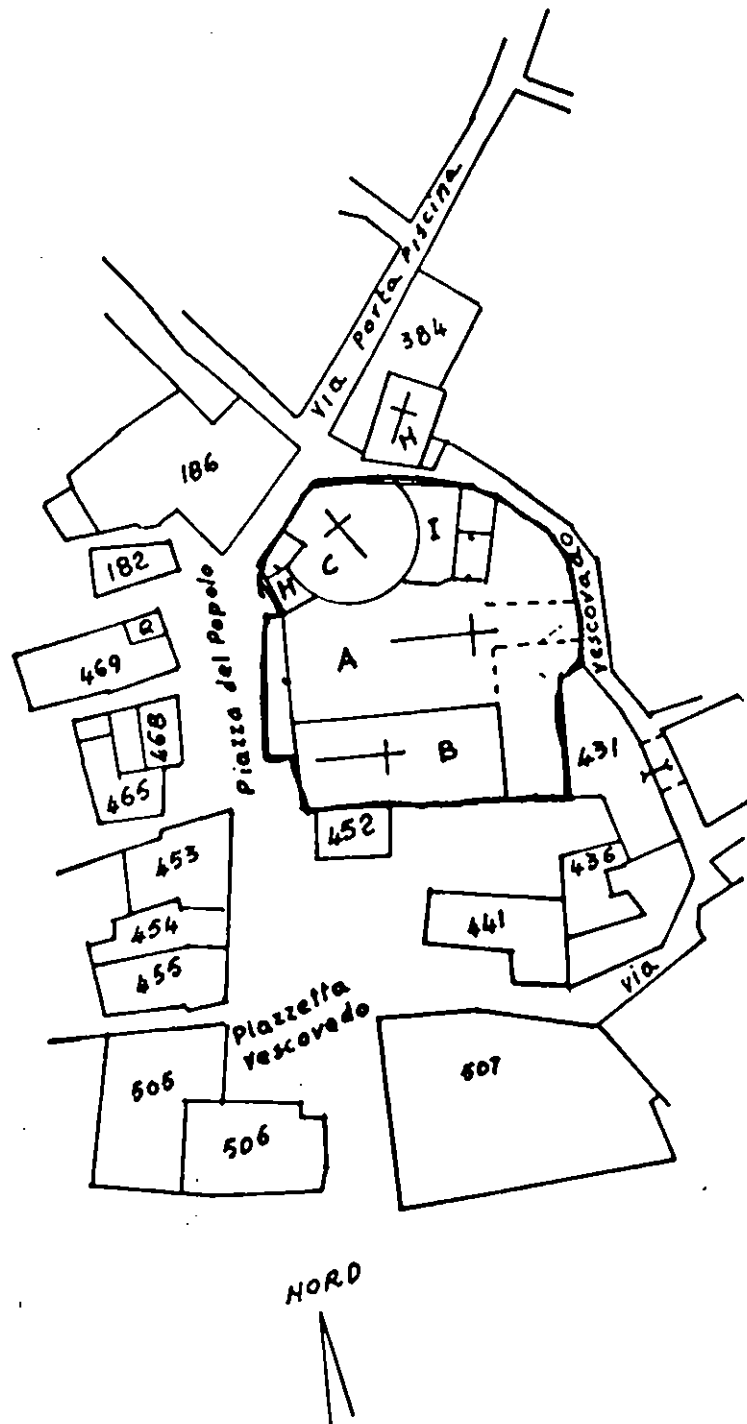 Via Porta Piscina
384
H
186
C
I
182
H
Piazza del Popolo
vescovado
a
469
A
468
465
B
431
452
453
436
454
441
455
via
Piazzetta
vescovedo
505
507
506
NORD